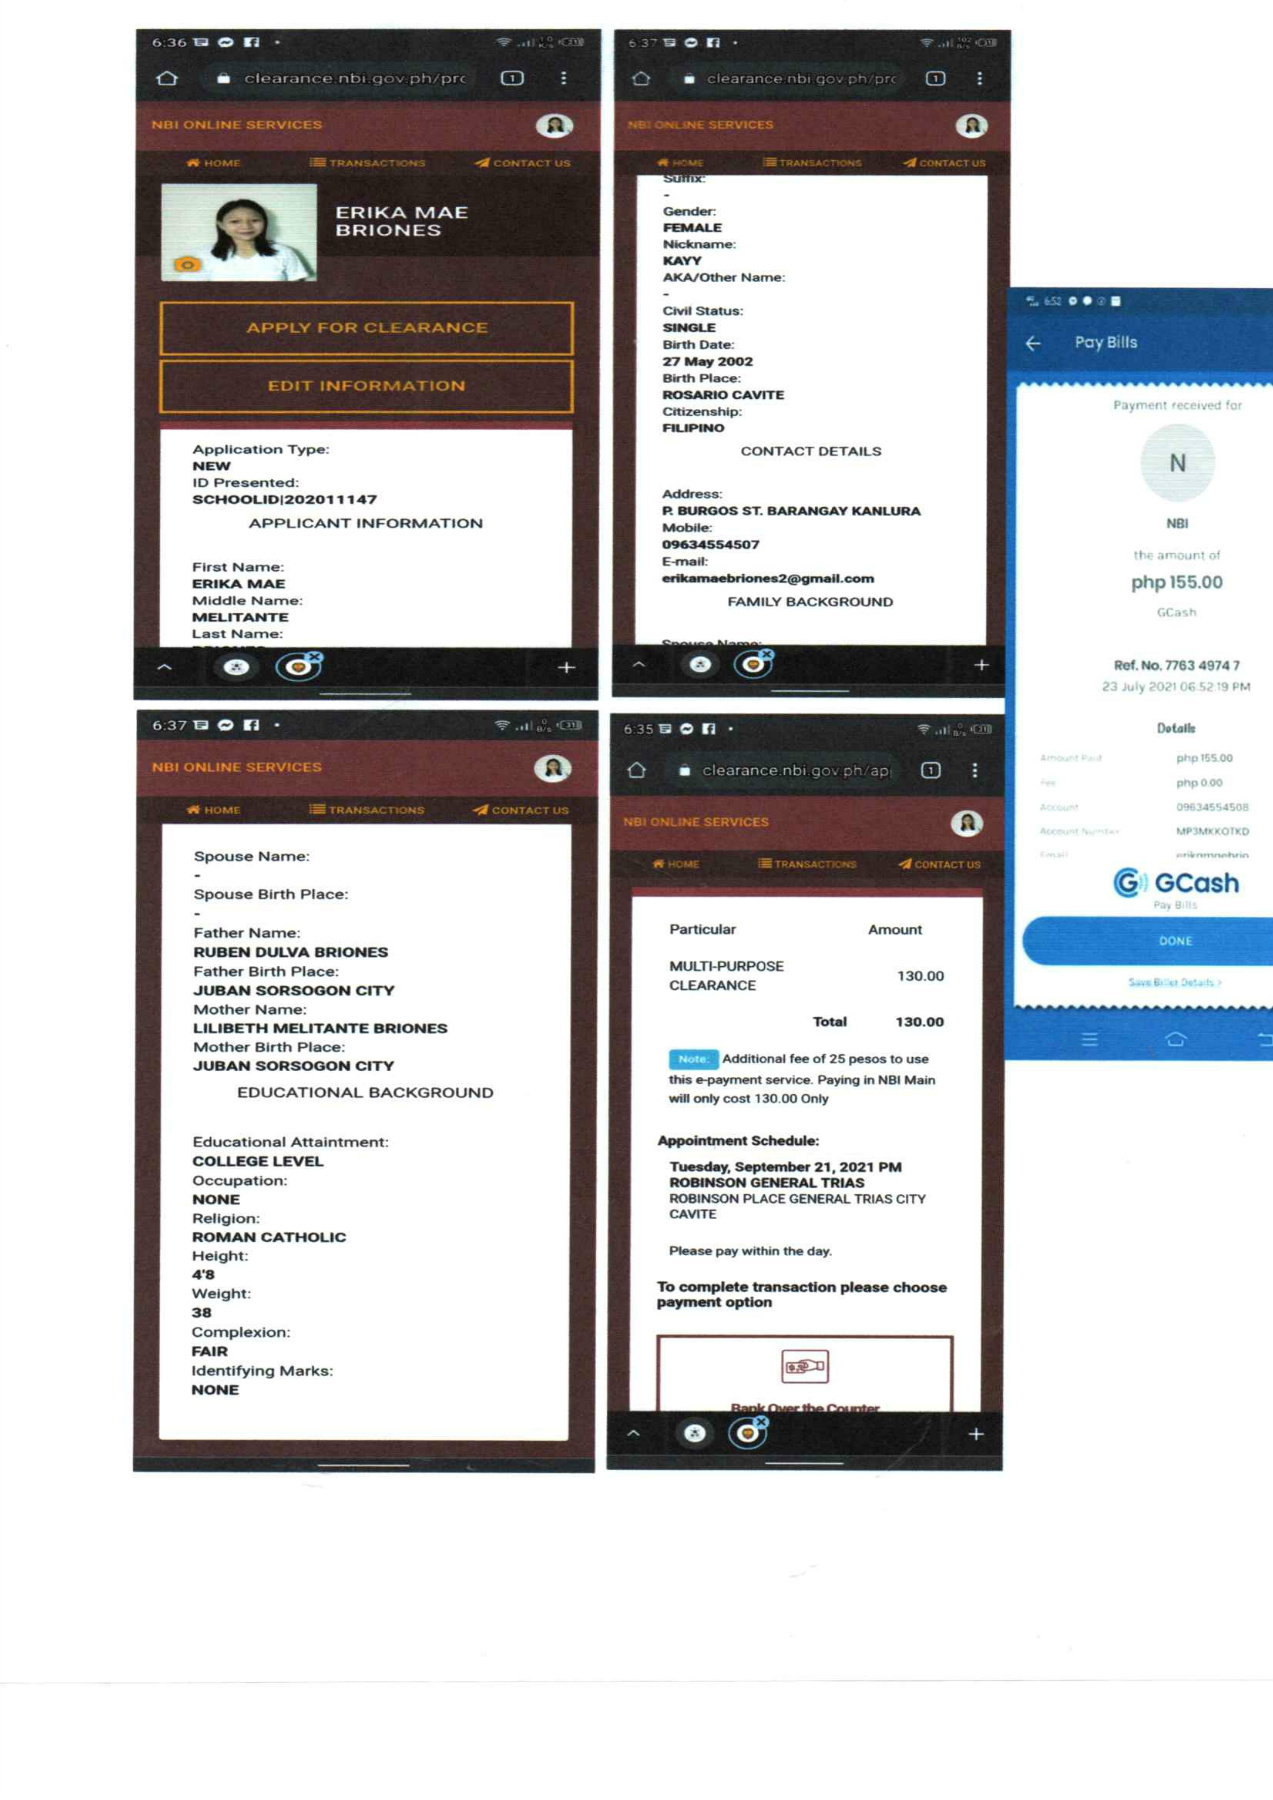 6:36
clearance.nbi.gov.ph/prc
1
NBI ONLINE SERVICES
HOME
TRANSACTIONS
CONTACT US
ERIKA MAE
BRIONES
APPLY FOR CLEARANCE
EDIT INFORMATION
Application Type:
NEW
ID Presented:
SCHOOLID|202011147
APPLICANT INFORMATION
First Name:
ERIKA MAE
Middle Name:
MELITANTE
Last Name:
6:37
clearance.nbi.gov.ph/prc
1
NBI ONLINE SERVICES
HOME
TRANSACTIONS
CONTACT US
Suffix:
-
Gender:
FEMALE
Nickname:
KAYY
AKA/Other Name:
-
Civil Status:
SINGLE
Birth Date:
27 May 2002
Birth Place:
ROSARIO CAVITE
Citizenship:
FILIPINO
CONTACT DETAILS
Address:
P. BURGOS ST. BARANGAY KANLURA
Mobile:
09634554507
E-mail:
erikamaebriones2@gmail.com
FAMILY BACKGROUND
Spouse Name:
6:37
NBI ONLINE SERVICES
HOME
TRANSACTIONS
CONTACT US
Spouse Name:
-
Spouse Birth Place:
-
Father Name:
RUBEN DULVA BRIONES
Father Birth Place:
JUBAN SORSOGON CITY
Mother Name:
LILIBETH MELITANTE BRIONES
Mother Birth Place:
JUBAN SORSOGON CITY
EDUCATIONAL BACKGROUND
Educational Attaintment:
COLLEGE LEVEL
Occupation:
NONE
Religion:
ROMAN CATHOLIC
Height:
4'8
Weight:
38
Complexion:
FAIR
Identifying Marks:
NONE
6:35
clearance.nbi.gov.ph/ap
1
NBI ONLINE SERVICES
HOME
TRANSACTIONS
CONTACT US
Particular Amount
MULTI-PURPOSE
CLEARANCE 130.00
Total 130.00
Note: Additional fee of 25 pesos to use
this e-payment service. Paying in NBI Main
will only cost 130.00 Only
Appointment Schedule:
Tuesday, September 21, 2021 PM
ROBINSON GENERAL TRIAS
ROBINSON PLACE GENERAL TRIAS CITY
CAVITE
Please pay within the day.
To complete transaction please choose
payment option
Bank Over the Counter
6:52
Pay Bills
Payment received for
N
NBI
the amount of
php 155.00
GCash
Ref. No. 7763 4974 7
23 July 2021 06:52:19 PM
Details
Amount Paid php 155.00
Fee php 0.00
Account 09634554508
Account Number MP3MKKOTKD
Email erikamaebrio
GCash
Pay Bills
DONE
Save Biller Details >